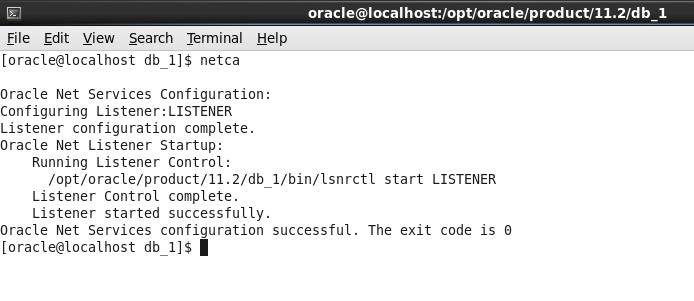 oracle@localhost:/opt/oracle/product/11.2/db_1
File Edit View Search Terminal Help
[oracle@localhost db_1]$ netca

Oracle Net Services Configuration:
Configuring Listener:LISTENER
Listener configuration complete.
Oracle Net Listener Startup:
    Running Listener Control:
      /opt/oracle/product/11.2/db_1/bin/lsnrctl start LISTENER
    Listener Control complete.
    Listener started successfully.
Oracle Net Services configuration successful. The exit code is 0
[oracle@localhost db_1]$